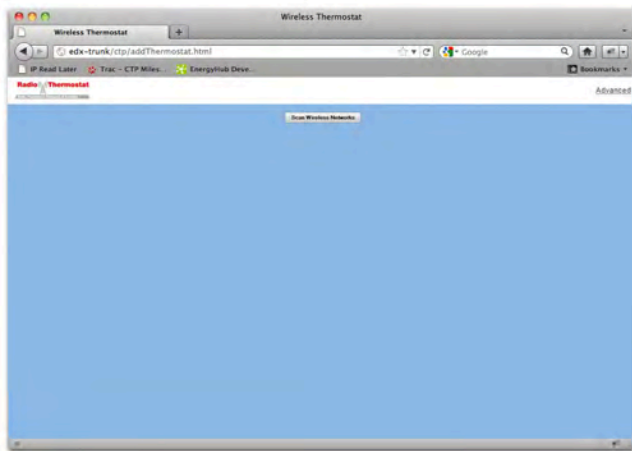 Wireless Thermostat
Wireless Thermostat
edx-trunk/ctp/addThermostat.html
Google
IP Read Later
Trac - CTP Miles...
EnergyHub Deve...
Bookmarks
Radio Thermostat
Advanced
Scan Wireless Networks